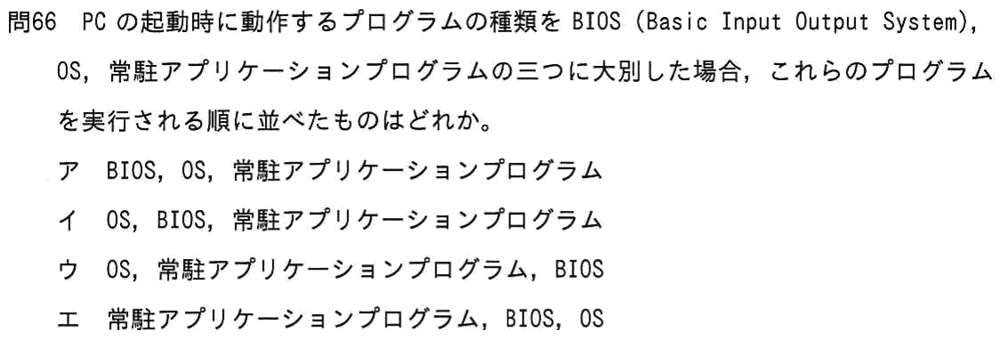 問66 PC の起動時に動作するプログラムの種類を BIOS (Basic Input Output System),
OS, 常駐アプリケーションプログラムの三つに大別した場合, これらのプログラム
を実行される順に並べたものはどれか。
ア BIOS, OS, 常駐アプリケーションプログラム
イ OS, BIOS, 常駐アプリケーションプログラム
ウ OS, 常駐アプリケーションプログラム, BIOS
エ 常駐アプリケーションプログラム, BIOS, OS